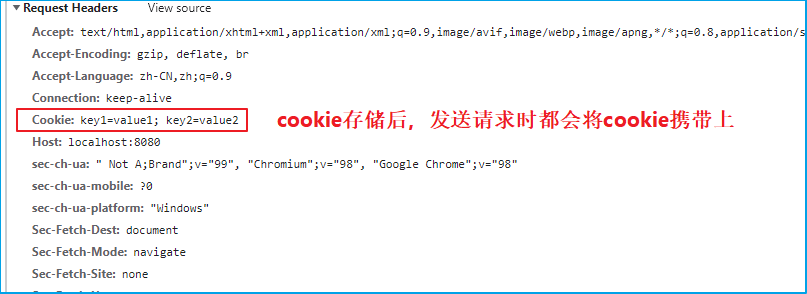 Request Headers View source
Accept: text/html,application/xhtml+xml,application/xml;q=0.9,image/avif,image/webp,image/apng,*/*;q=0.8,application/s
Accept-Encoding: gzip, deflate, br
Accept-Language: zh-CN,zh;q=0.9
Connection: keep-alive
Cookie: key1=value1; key2=value2 cookie存储后，发送请求时都会将cookie携带上
Host: localhost:8080
sec-ch-ua: " Not A;Brand";v="99", "Chromium";v="98", "Google Chrome";v="98"
sec-ch-ua-mobile: ?0
sec-ch-ua-platform: "Windows"
Sec-Fetch-Dest: document
Sec-Fetch-Mode: navigate
Sec-Fetch-Site: none